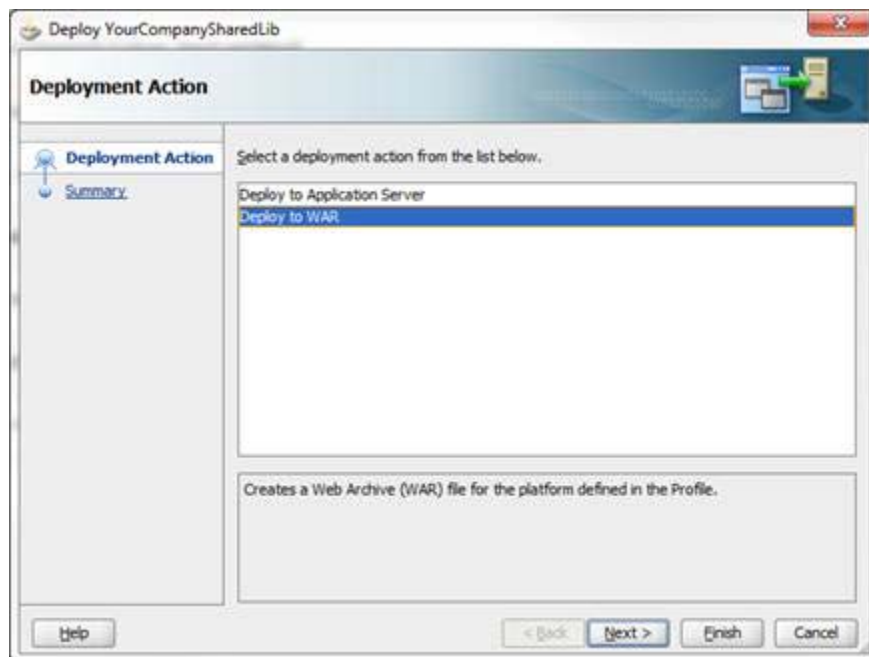 Deploy YourCompanySharedLib
Deployment Action
Deployment Action
Summary
Select a deployment action from the list below.
Deploy to Application Server
Deploy to WAR
Creates a Web Archive (WAR) file for the platform defined in the Profile.
Help
< Back
Next >
Finish
Cancel